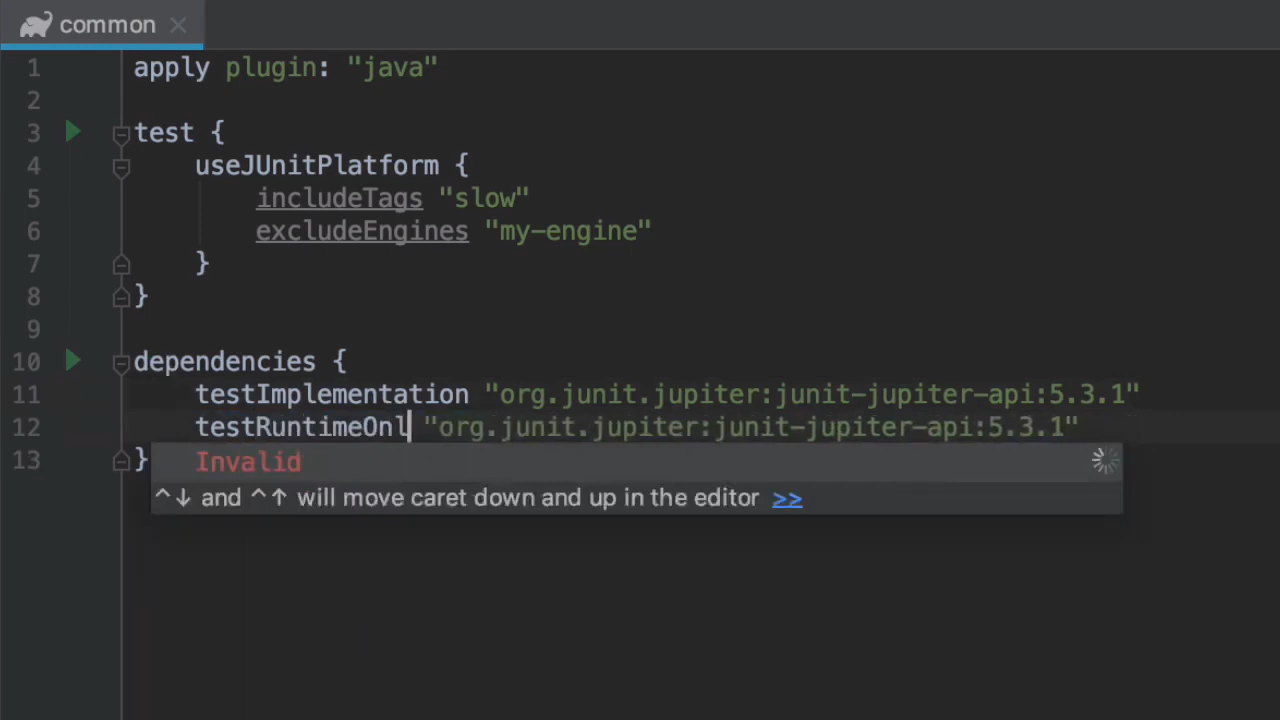 common
1 apply plugin: "java"
2
3 test {
4 useJUnitPlatform {
5 includeTags "slow"
6 excludeEngines "my-engine"
7 }
8 }
9
10 dependencies {
11 testImplementation "org.junit.jupiter:junit-jupiter-api:5.3.1"
12 testRuntimeOnl "org.junit.jupiter:junit-jupiter-api:5.3.1"
13 }
Invalid
^↓ and ^↑ will move caret down and up in the editor >>